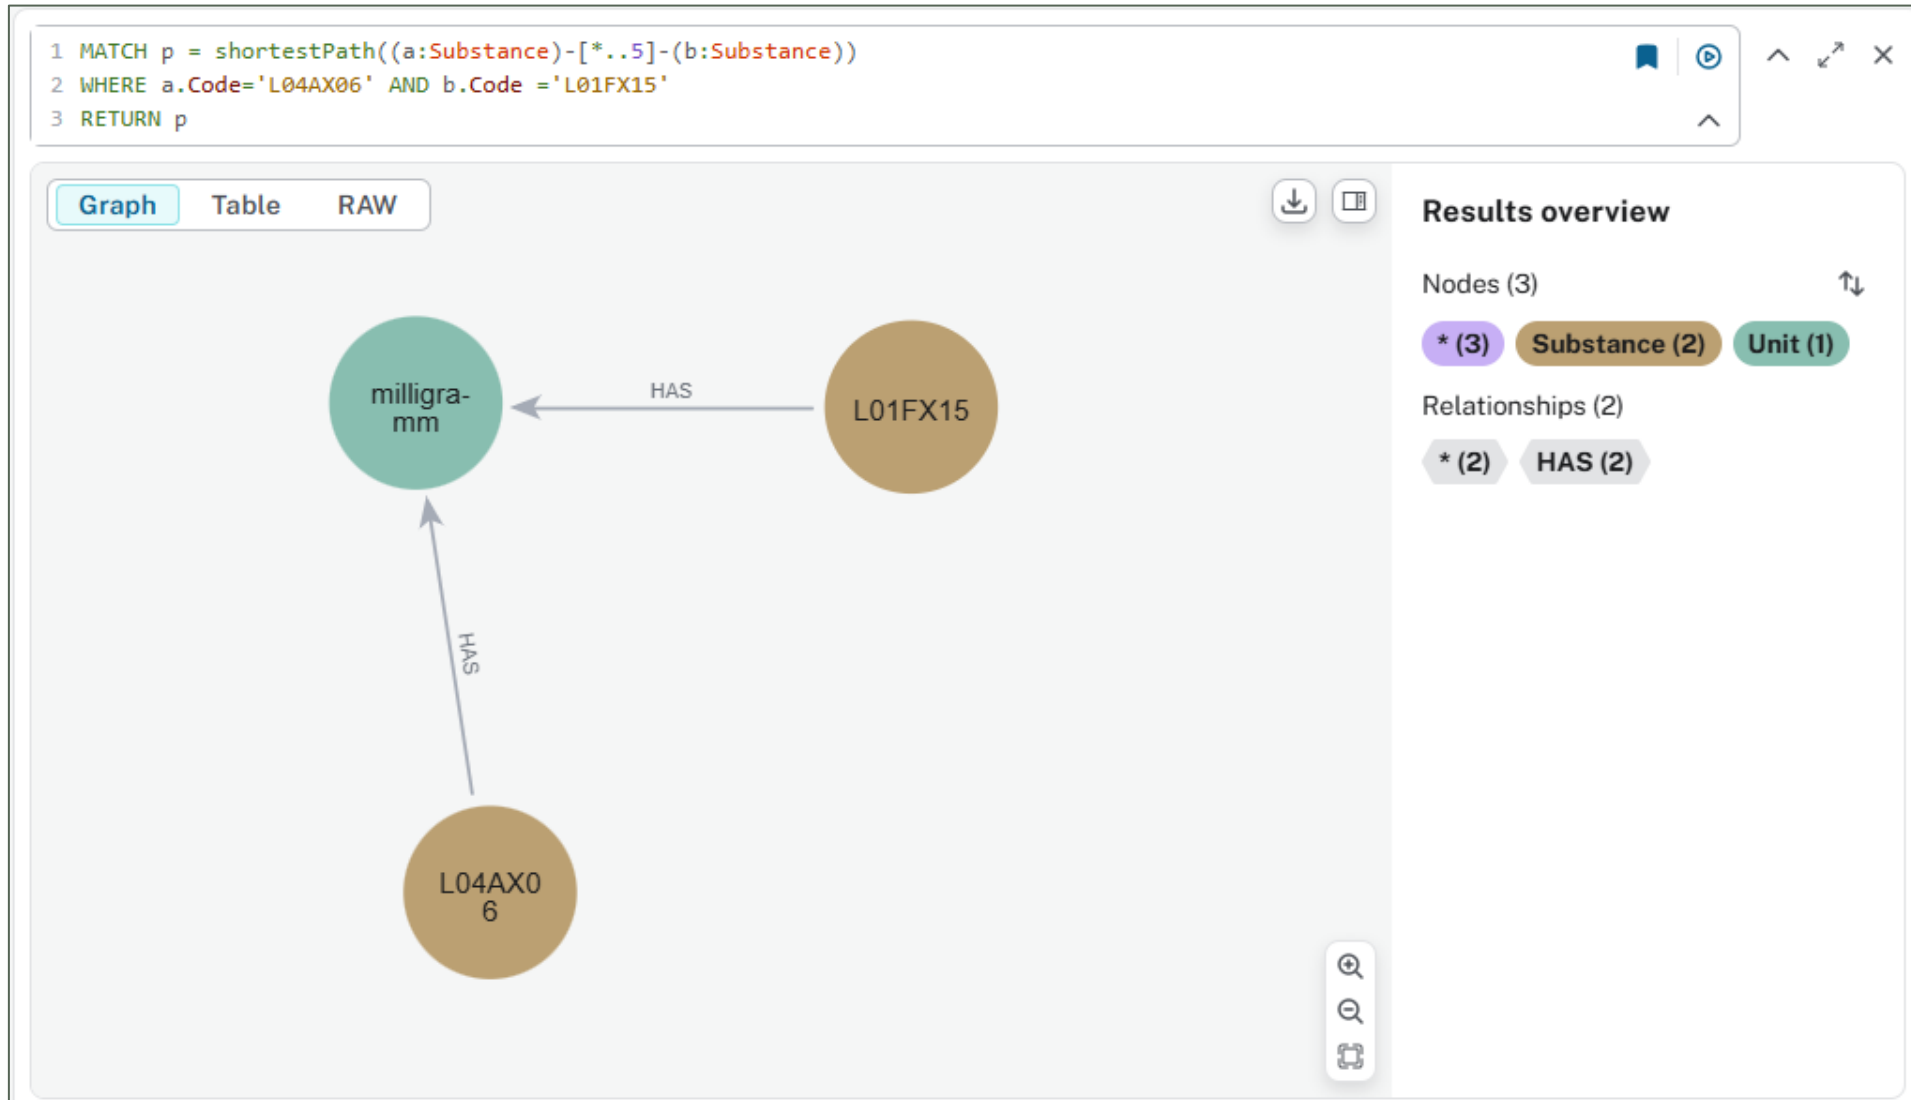 1 MATCH p = shortestPath((a:Substance)-[*..5]-(b:Substance))
2 WHERE a.Code='L04AX06' AND b.Code ='L01FX15'
3 RETURN p
Graph Table RAW
Results overview
Nodes (3)
* (3) Substance (2) Unit (1)
Relationships (2)
* (2) HAS (2)
milligra-
mm
HAS
L01FX15
HAS
L04AX0
6